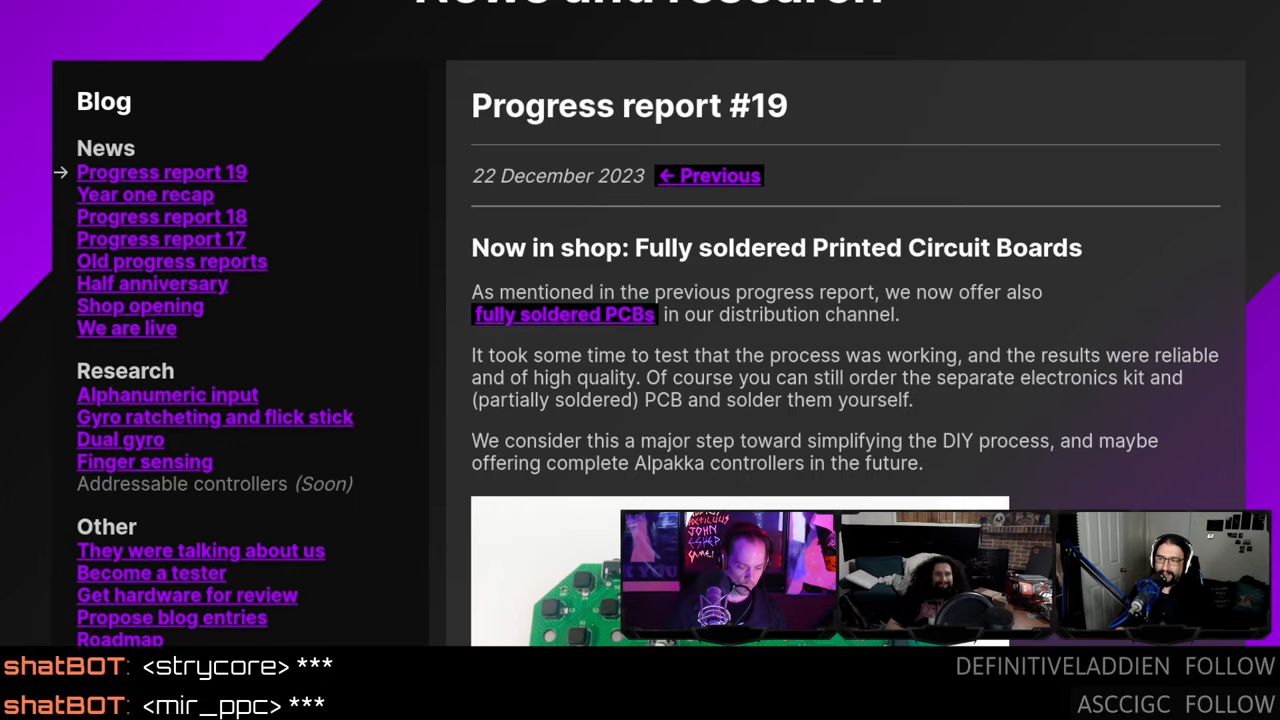 News and research
Blog
News
→ Progress report 19
Year one recap
Progress report 18
Progress report 17
Old progress reports
Half anniversary
Shop opening
We are live
Research
Alphanumeric input
Gyro ratcheting and flick stick
Dual gyro
Finger sensing
Addressable controllers (Soon)
Other
They were talking about us
Become a tester
Get hardware for review
Propose blog entries
Roadmap
Progress report #19
22 December 2023 ← Previous
Now in shop: Fully soldered Printed Circuit Boards
As mentioned in the previous progress report, we now offer also
fully soldered PCBs in our distribution channel.
It took some time to test that the process was working, and the results were reliable
and of high quality. Of course you can still order the separate electronics kit and
(partially soldered) PCB and solder them yourself.
We consider this a major step toward simplifying the DIY process, and maybe
offering complete Alpakka controllers in the future.
JOHN
GAME!
shatBOT: <strycore> ***
shatBOT: <mir_ppc> ***
DEFINITIVELADDIEN FOLLOW
ASCCIGC FOLLOW